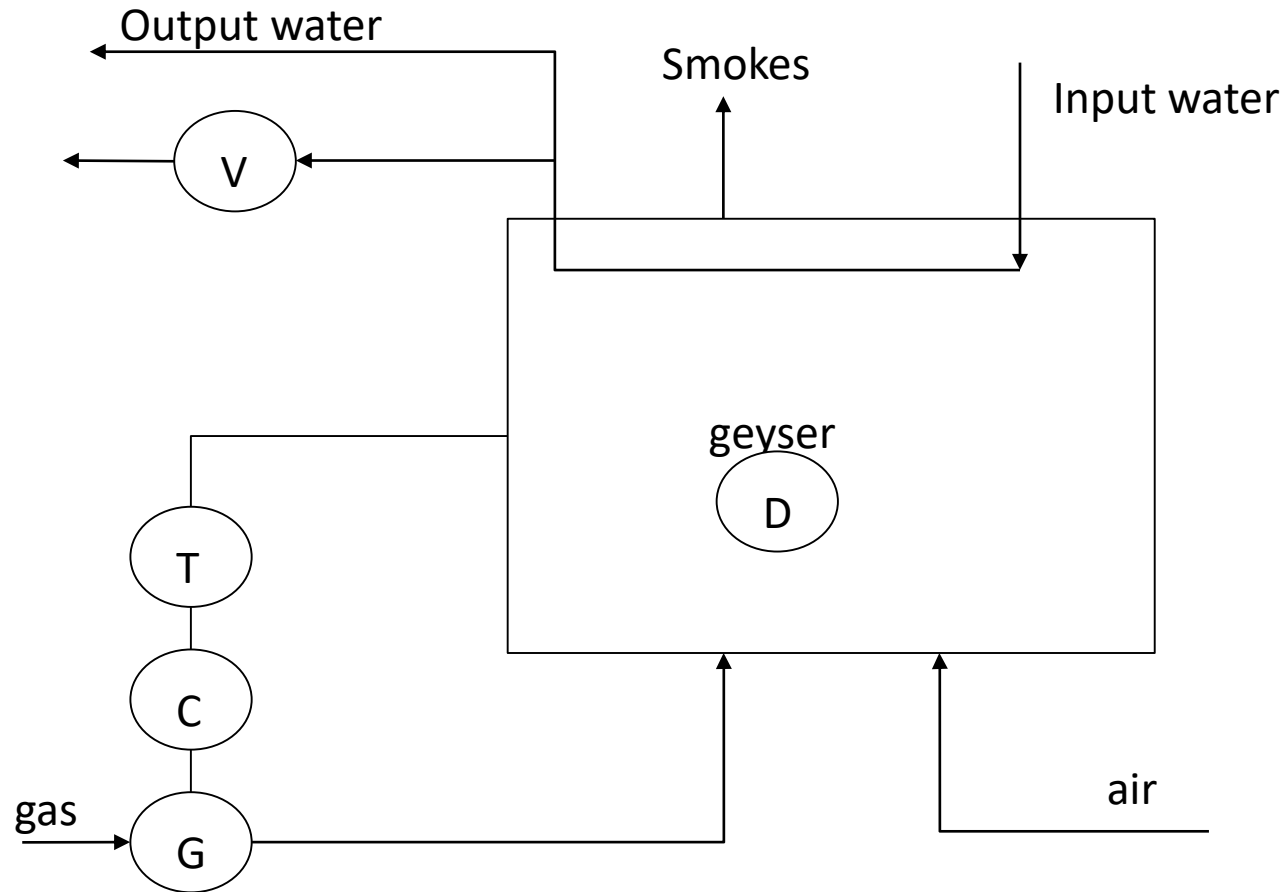 Output water
Smokes
Input water
V
geyser
D
T
C
air
gas
G